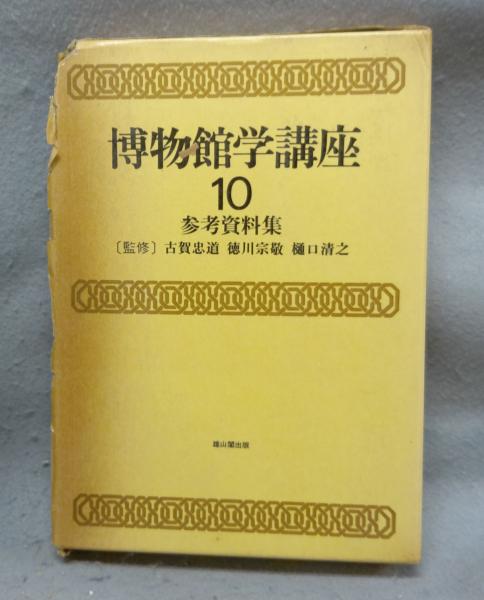 博物館学講座
10
参考資料集
〔監修〕古賀忠道 徳川宗敬 樋口清之
雄山閣出版